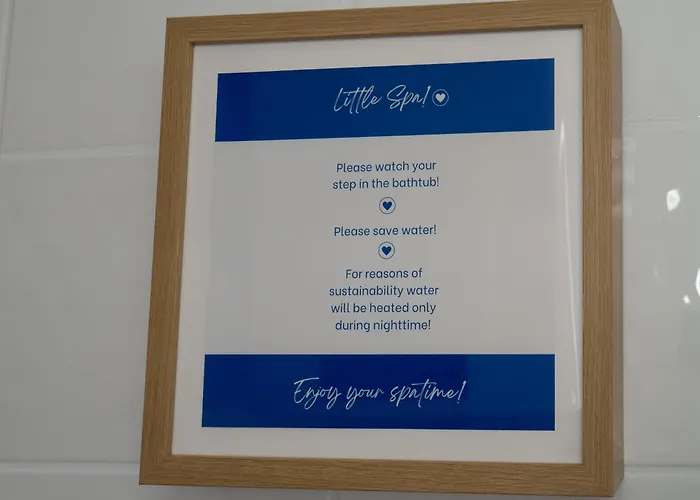 Little Spa!
Please watch your
step in the bathtub!
Please save water!
For reasons of
sustainability water
will be heated only
during nighttime!
Enjoy your spatime!